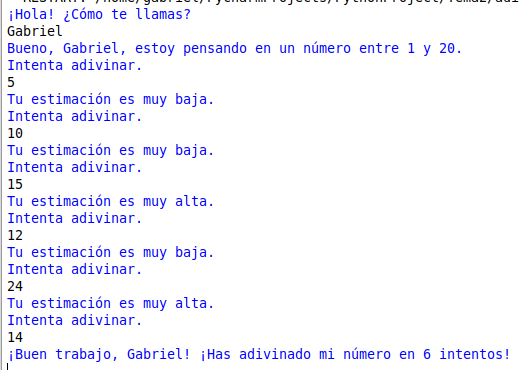 ¡Hola! ¿Cómo te llamas?
Gabriel
Bueno, Gabriel, estoy pensando en un número entre 1 y 20.
Intenta adivinar.
5
Tu estimación es muy baja.
Intenta adivinar.
10
Tu estimación es muy baja.
Intenta adivinar.
15
Tu estimación es muy alta.
Intenta adivinar.
12
Tu estimación es muy baja.
Intenta adivinar.
24
Tu estimación es muy alta.
Intenta adivinar.
14
¡Buen trabajo, Gabriel! ¡Has adivinado mi número en 6 intentos!